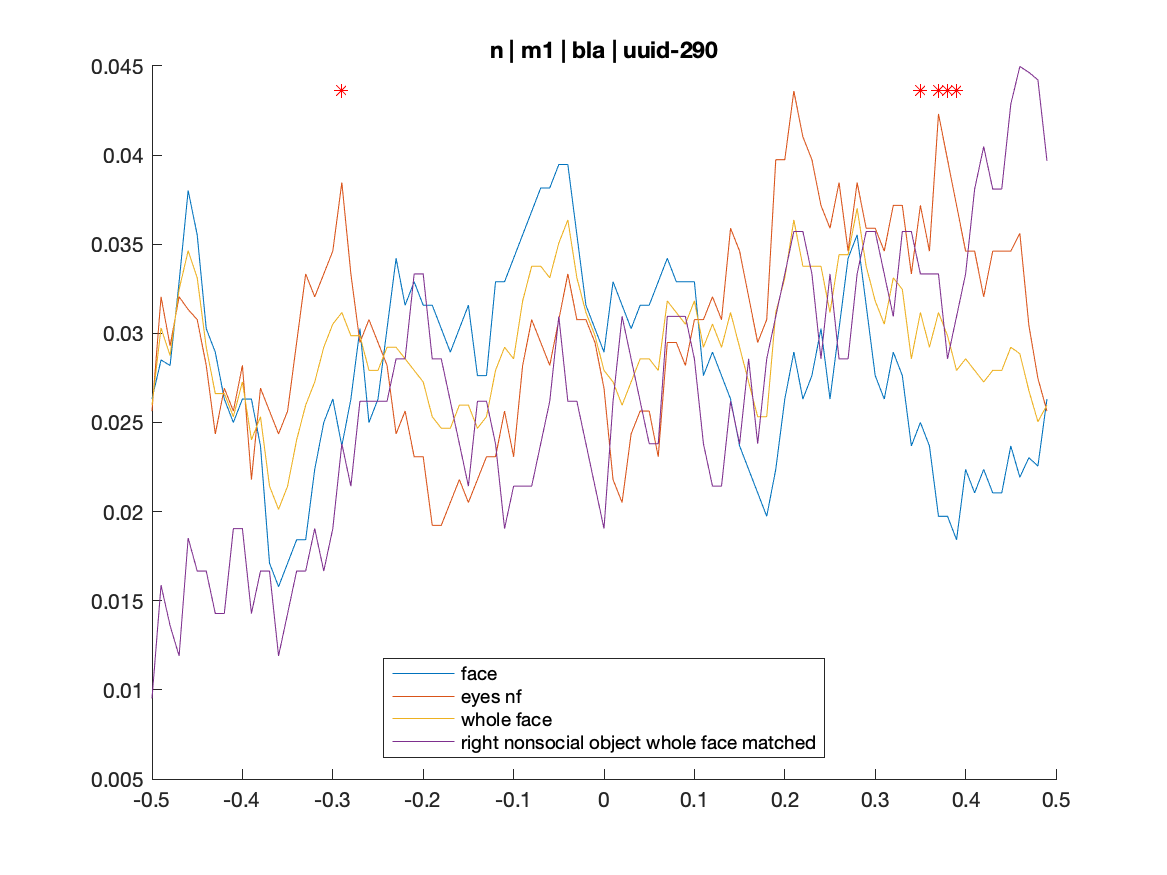 n | m1 | bla | uuid-290
0.045
0.04
0.035
0.03
0.025
0.02
0.015
0.01
0.005
face
eyes nf
whole face
right nonsocial object whole face matched
-0.5 -0.4 -0.3 -0.2 -0.1 0 0.1 0.2 0.3 0.4 0.5